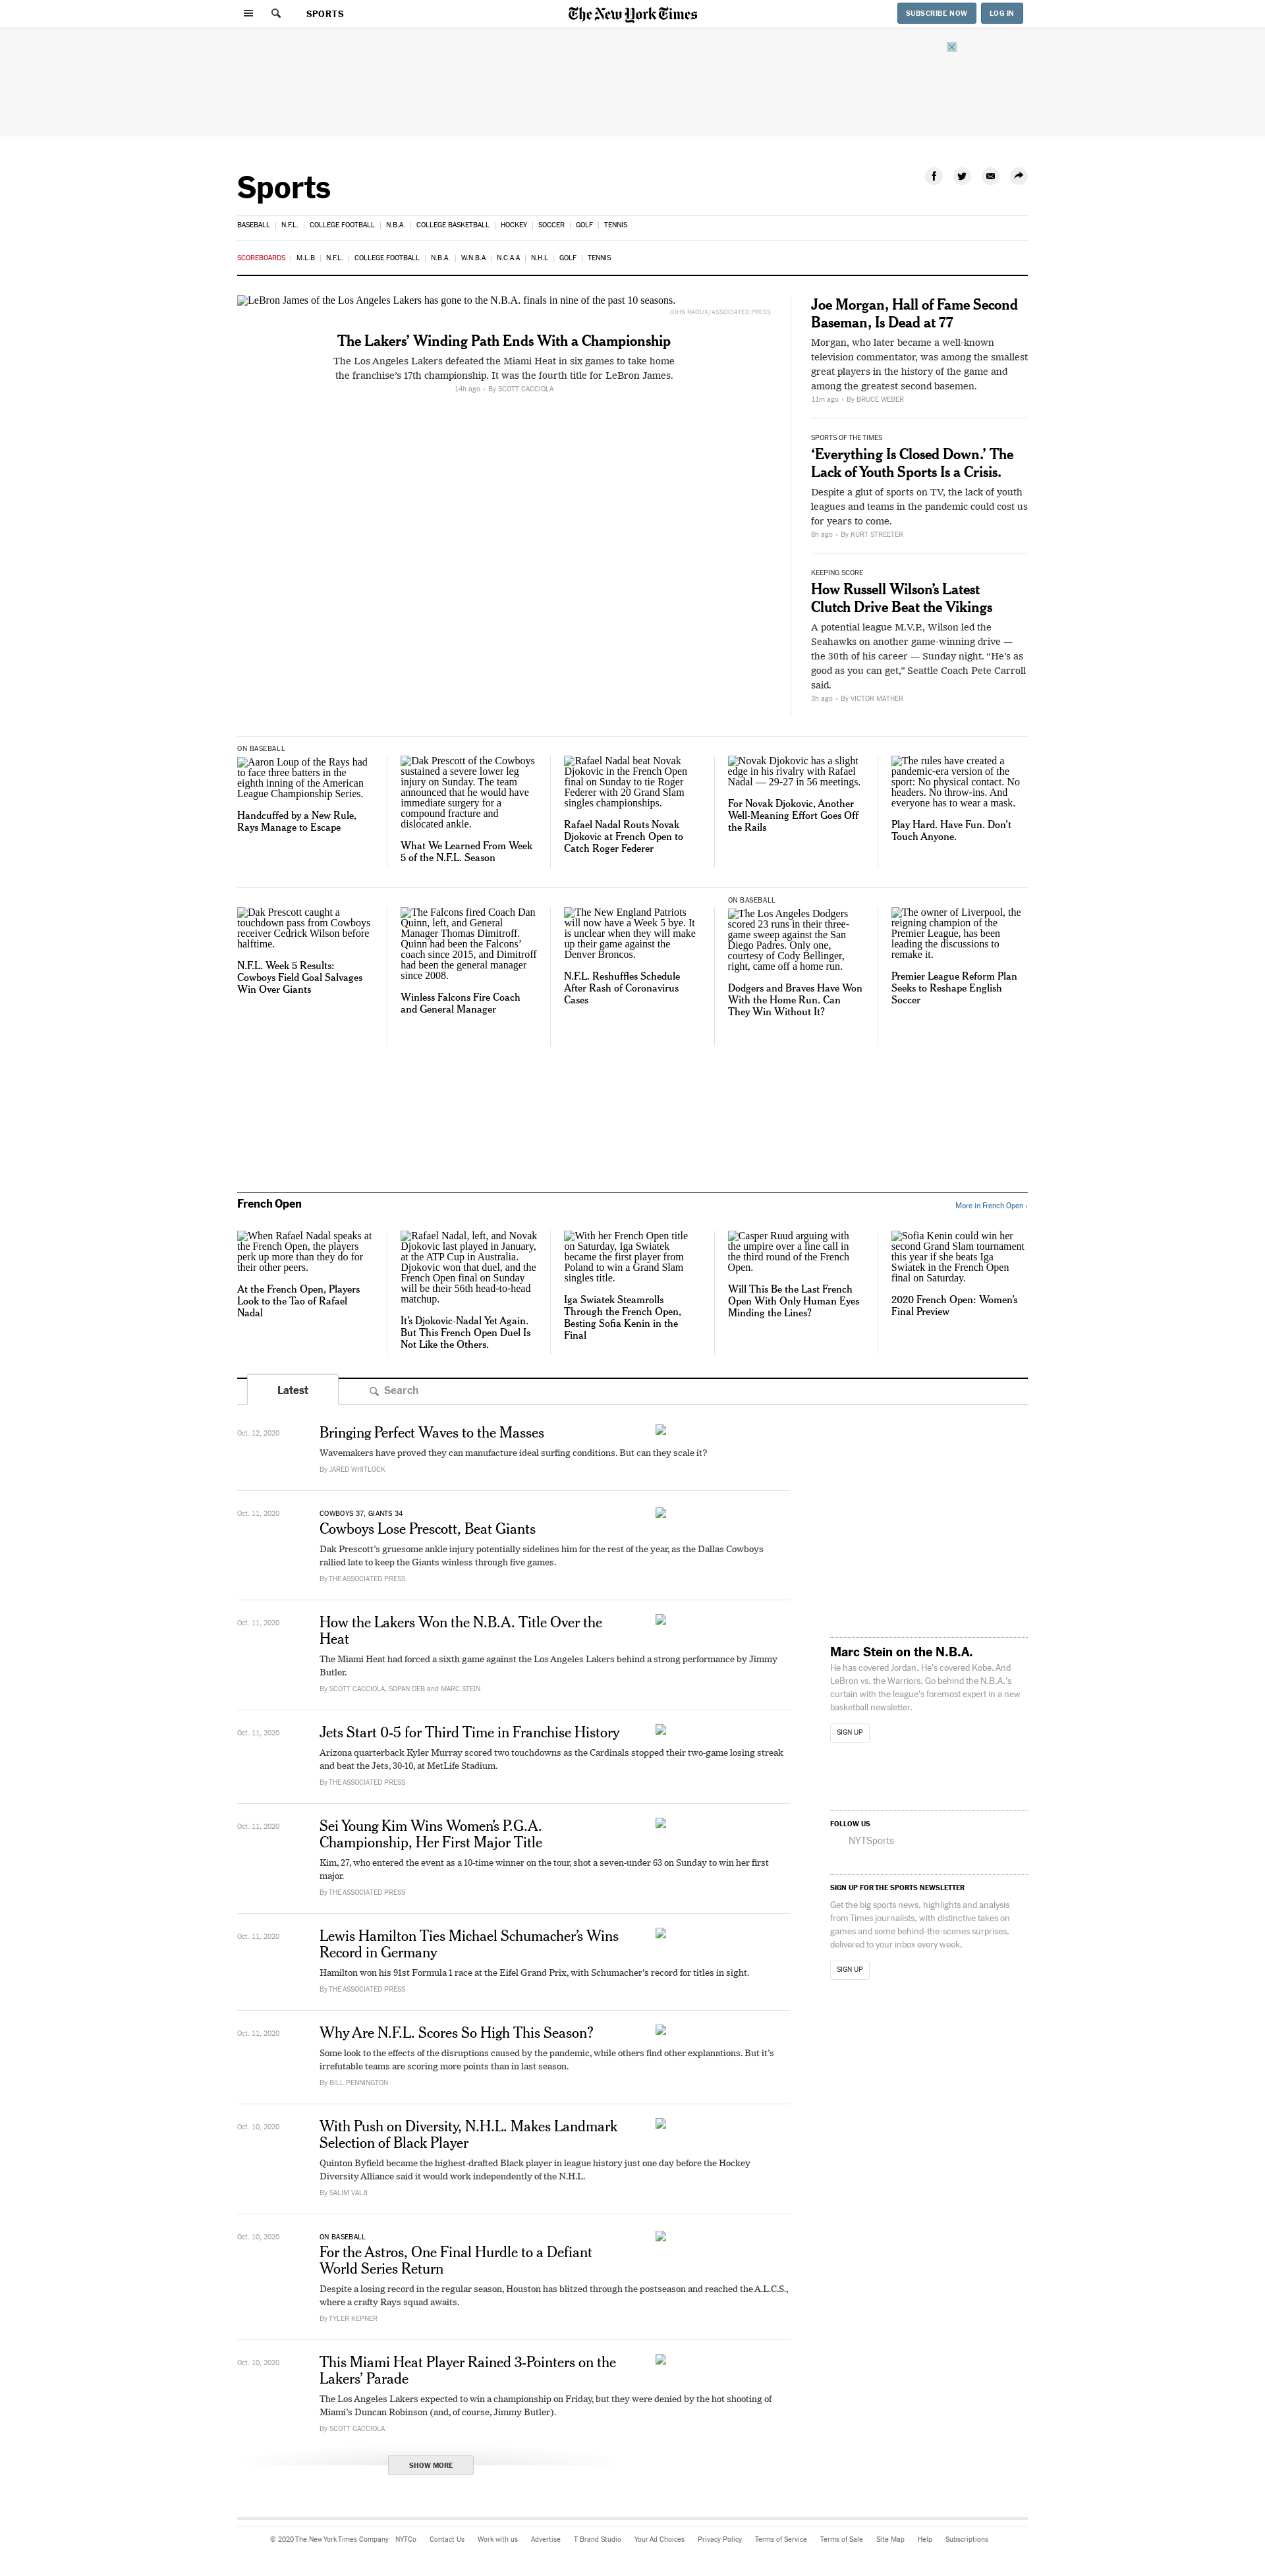 SPORTS
The New York Times
SUBSCRIBE NOW
LOG IN
Sports
BASEBALL | N.F.L. | COLLEGE FOOTBALL | N.B.A. | COLLEGE BASKETBALL | HOCKEY | SOCCER | GOLF | TENNIS
SCOREBOARDS | M.L.B | N.F.L. | COLLEGE FOOTBALL | N.B.A. | W.N.B.A | N.C.A.A | N.H.L | GOLF | TENNIS
LeBron James of the Los Angeles Lakers has gone to the N.B.A. finals in nine of the past 10 seasons.
JOHN RAOUX/ASSOCIATED PRESS
The Lakers’ Winding Path Ends With a Championship
The Los Angeles Lakers defeated the Miami Heat in six games to take home
the franchise’s 17th championship. It was the fourth title for LeBron James.
14h ago • By SCOTT CACCIOLA
Joe Morgan, Hall of Fame Second
Baseman, Is Dead at 77
Morgan, who later became a well-known
television commentator, was among the smallest
great players in the history of the game and
among the greatest second basemen.
11m ago • By BRUCE WEBER
SPORTS OF THE TIMES
‘Everything Is Closed Down.’ The
Lack of Youth Sports Is a Crisis.
Despite a glut of sports on TV, the lack of youth
leagues and teams in the pandemic could cost us
for years to come.
8h ago • By KURT STREETER
KEEPING SCORE
How Russell Wilson’s Latest
Clutch Drive Beat the Vikings
A potential league M.V.P., Wilson led the
Seahawks on another game-winning drive —
the 30th of his career — Sunday night. “He’s as
good as you can get,” Seattle Coach Pete Carroll
said.
3h ago • By VICTOR MATHER
ON BASEBALL
Aaron Loup of the Rays had
to face three batters in the
eighth inning of the American
League Championship Series.
Handcuffed by a New Rule,
Rays Manage to Escape
Dak Prescott of the Cowboys
sustained a severe lower leg
injury on Sunday. The team
announced that he would have
immediate surgery for a
compound fracture and
dislocated ankle.
What We Learned From Week
5 of the N.F.L. Season
Rafael Nadal beat Novak
Djokovic in the French Open
final on Sunday to tie Roger
Federer with 20 Grand Slam
singles championships.
Rafael Nadal Routs Novak
Djokovic at French Open to
Catch Roger Federer
Novak Djokovic has a slight
edge in his rivalry with Rafael
Nadal — 29-27 in 56 meetings.
For Novak Djokovic, Another
Well-Meaning Effort Goes Off
the Rails
The rules have created a
pandemic-era version of the
sport: No physical contact. No
headers. No throw-ins. And
everyone has to wear a mask.
Play Hard. Have Fun. Don’t
Touch Anyone.
Dak Prescott caught a
touchdown pass from Cowboys
receiver Cedrick Wilson before
halftime.
N.F.L. Week 5 Results:
Cowboys Field Goal Salvages
Win Over Giants
The Falcons fired Coach Dan
Quinn, left, and General
Manager Thomas Dimitroff.
Quinn had been the Falcons’
coach since 2015, and Dimitroff
had been the general manager
since 2008.
Winless Falcons Fire Coach
and General Manager
The New England Patriots
will now have a Week 5 bye. It
is unclear when they will make
up their game against the
Denver Broncos.
N.F.L. Reshuffles Schedule
After Rash of Coronavirus
Cases
ON BASEBALL
The Los Angeles Dodgers
scored 23 runs in their three-
game sweep against the San
Diego Padres. Only one,
courtesy of Cody Bellinger,
right, came off a home run.
Dodgers and Braves Have Won
With the Home Run. Can
They Win Without It?
The owner of Liverpool, the
reigning champion of the
Premier League, has been
leading the discussions to
remake it.
Premier League Reform Plan
Seeks to Reshape English
Soccer
French Open
More in French Open ›
When Rafael Nadal speaks at
the French Open, the players
perk up more than they do for
their other peers.
At the French Open, Players
Look to the Tao of Rafael
Nadal
Rafael Nadal, left, and Novak
Djokovic last played in January,
at the ATP Cup in Australia.
Djokovic won that duel, and the
French Open final on Sunday
will be their 56th head-to-head
matchup.
It’s Djokovic-Nadal Yet Again.
But This French Open Duel Is
Not Like the Others.
With her French Open title
on Saturday, Iga Swiatek
became the first player from
Poland to win a Grand Slam
singles title.
Iga Swiatek Steamrolls
Through the French Open,
Besting Sofia Kenin in the
Final
Casper Ruud arguing with
the umpire over a line call in
the third round of the French
Open.
Will This Be the Last French
Open With Only Human Eyes
Minding the Lines?
Sofia Kenin could win her
second Grand Slam tournament
this year if she beats Iga
Swiatek in the French Open
final on Saturday.
2020 French Open: Women’s
Final Preview
Latest
Search
Oct. 12, 2020
Bringing Perfect Waves to the Masses
Wavemakers have proved they can manufacture ideal surfing conditions. But can they scale it?
By JARED WHITLOCK
Oct. 11, 2020
COWBOYS 37, GIANTS 34
Cowboys Lose Prescott, Beat Giants
Dak Prescott’s gruesome ankle injury potentially sidelines him for the rest of the year, as the Dallas Cowboys
rallied late to keep the Giants winless through five games.
By THE ASSOCIATED PRESS
Oct. 11, 2020
How the Lakers Won the N.B.A. Title Over the
Heat
The Miami Heat had forced a sixth game against the Los Angeles Lakers behind a strong performance by Jimmy
Butler.
By SCOTT CACCIOLA, SOPAN DEB and MARC STEIN
Oct. 11, 2020
Jets Start 0-5 for Third Time in Franchise History
Arizona quarterback Kyler Murray scored two touchdowns as the Cardinals stopped their two-game losing streak
and beat the Jets, 30-10, at MetLife Stadium.
By THE ASSOCIATED PRESS
Oct. 11, 2020
Sei Young Kim Wins Women’s P.G.A.
Championship, Her First Major Title
Kim, 27, who entered the event as a 10-time winner on the tour, shot a seven-under 63 on Sunday to win her first
major.
By THE ASSOCIATED PRESS
Oct. 11, 2020
Lewis Hamilton Ties Michael Schumacher’s Wins
Record in Germany
Hamilton won his 91st Formula 1 race at the Eifel Grand Prix, with Schumacher’s record for titles in sight.
By THE ASSOCIATED PRESS
Oct. 11, 2020
Why Are N.F.L. Scores So High This Season?
Some look to the effects of the disruptions caused by the pandemic, while others find other explanations. But it’s
irrefutable teams are scoring more points than in last season.
By BILL PENNINGTON
Oct. 10, 2020
With Push on Diversity, N.H.L. Makes Landmark
Selection of Black Player
Quinton Byfield became the highest-drafted Black player in league history just one day before the Hockey
Diversity Alliance said it would work independently of the N.H.L.
By SALIM VALJI
Oct. 10, 2020
ON BASEBALL
For the Astros, One Final Hurdle to a Defiant
World Series Return
Despite a losing record in the regular season, Houston has blitzed through the postseason and reached the A.L.C.S.,
where a crafty Rays squad awaits.
By TYLER KEPNER
Oct. 10, 2020
This Miami Heat Player Rained 3-Pointers on the
Lakers’ Parade
The Los Angeles Lakers expected to win a championship on Friday, but they were denied by the hot shooting of
Miami’s Duncan Robinson (and, of course, Jimmy Butler).
By SCOTT CACCIOLA
SHOW MORE
Marc Stein on the N.B.A.
He has covered Jordan. He’s covered Kobe. And
LeBron vs. the Warriors. Go behind the N.B.A.’s
curtain with the league’s foremost expert in a new
basketball newsletter.
SIGN UP
FOLLOW US
NYTSports
SIGN UP FOR THE SPORTS NEWSLETTER
Get the big sports news, highlights and analysis
from Times journalists, with distinctive takes on
games and some behind-the-scenes surprises,
delivered to your inbox every week.
SIGN UP
© 2020 The New York Times Company NYTCo Contact Us Work with us Advertise T Brand Studio Your Ad Choices Privacy Policy Terms of Service Terms of Sale Site Map Help Subscriptions